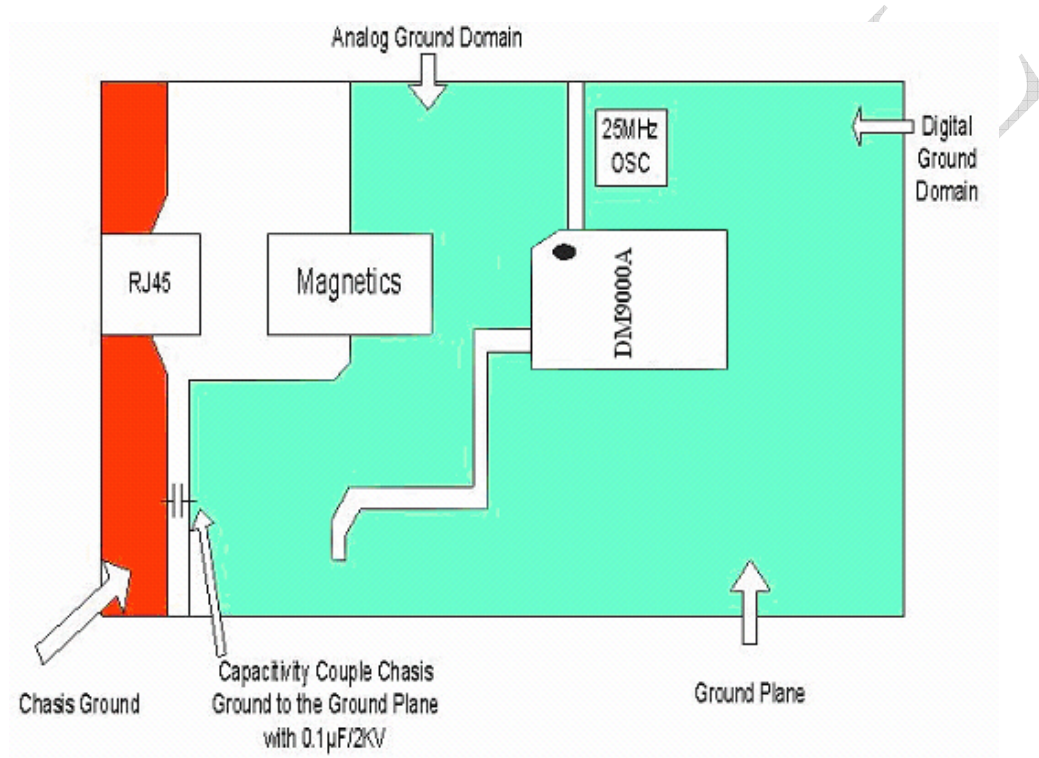 Analog Ground Domain
25MHz
OSC
Digital
Ground
Domain
RJ45
Magnetics
DM9000A
Chasis Ground
Capacitivity Couple Chasis
Ground to the Ground Plane
with 0.1µF/2KV
Ground Plane